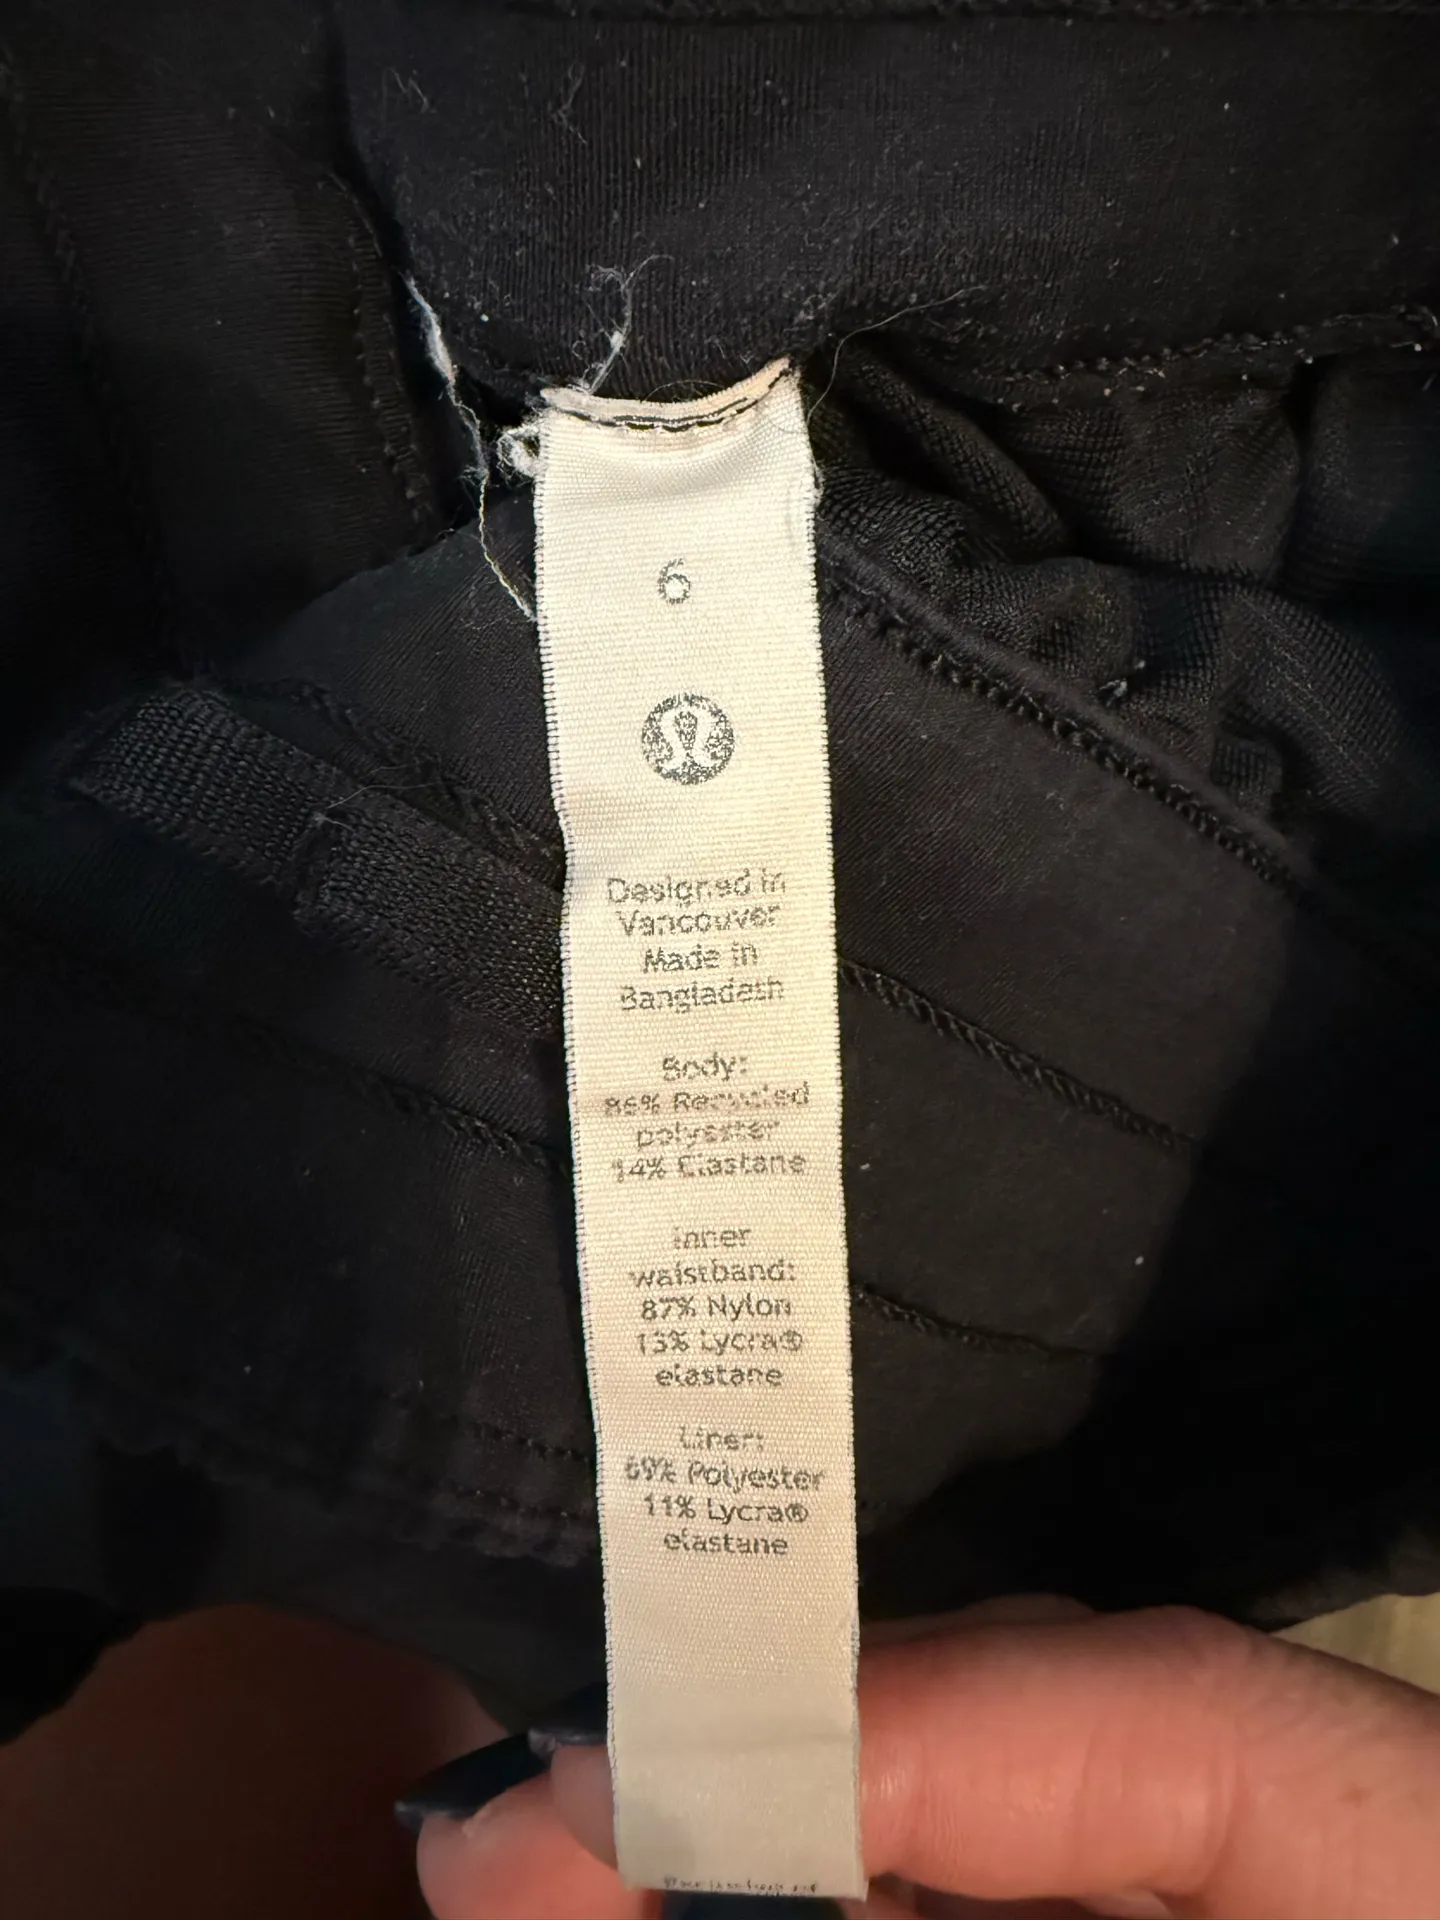 6
Designed in
Vancouver
Made in
Bangladesh
Body:
86% Recycled
polyester
14% Elastane
Inner
waistband:
87% Nylon
13% Lycra®
elastane
Liner:
Polyester
11% Lycra®
elastane